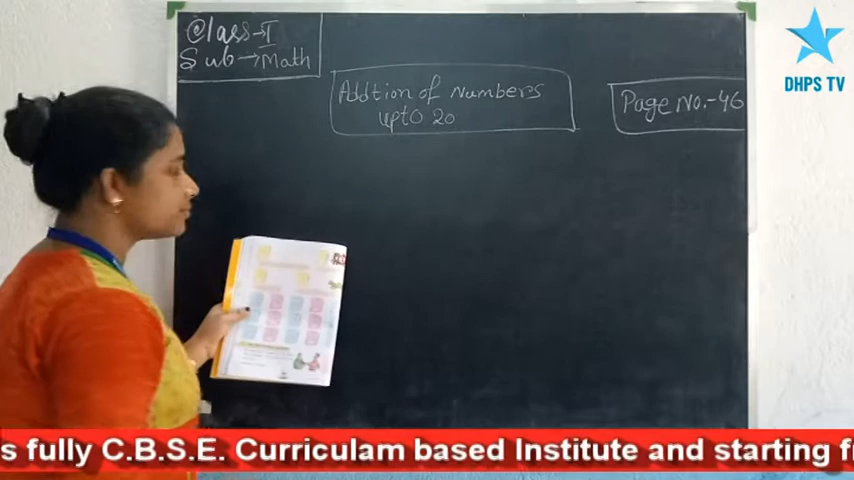 Class→I
Sub→Math
Addtion of Numbers
upto 20
Page No.-46
DHPS TV
s fully C.B.S.E. Curriculam based Institute and starting fr